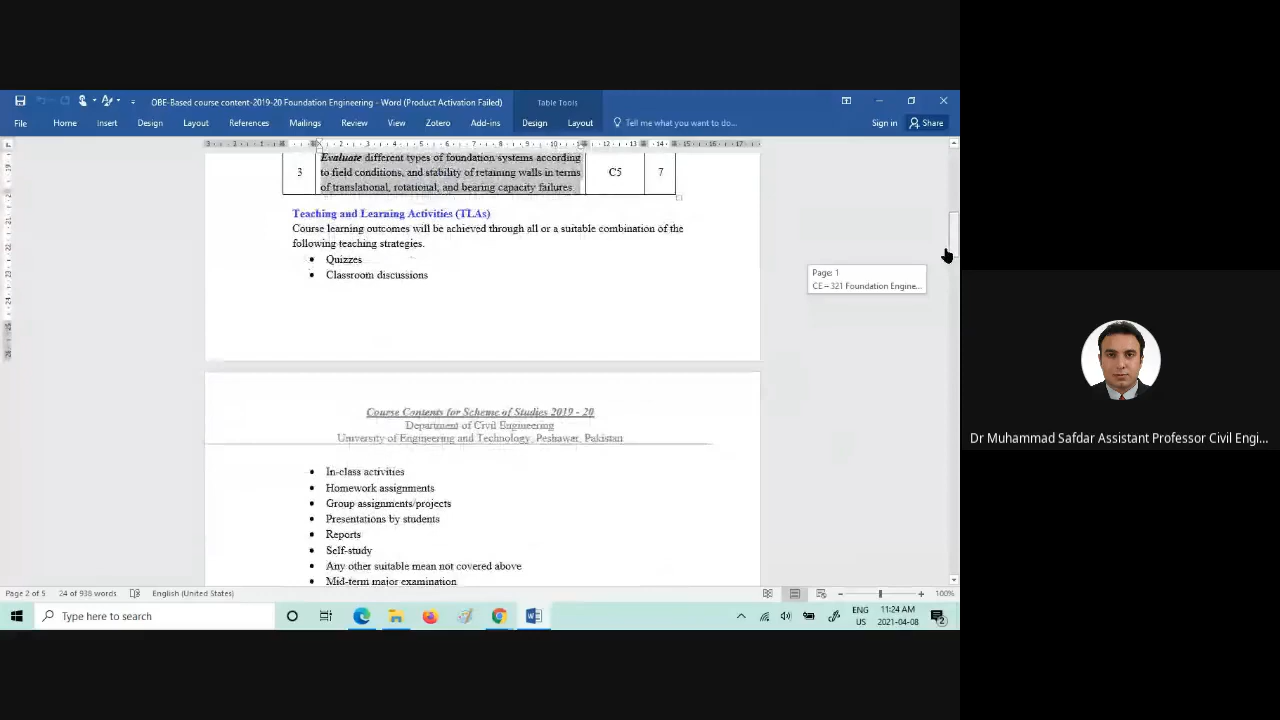 OBE-Based course content-2019-20 Foundation Engineering - Word (Product Activation Failed)
Table Tools
File Home Insert Design Layout References Mailings Review View Zotero Add-ins Design Layout Tell me what you want to do... Sign in Share
3 Evaluate different types of foundation systems according to field conditions, and stability of retaining walls in terms of translational, rotational, and bearing capacity failures C5 7
Teaching and Learning Activities (TLAs)
Course learning outcomes will be achieved through all or a suitable combination of the
following teaching strategies.
• Quizzes
• Classroom discussions
Page: 1
CE – 321 Foundation Engine...
Course Contents for Scheme of Studies 2019 - 20
Department of Civil Engineering
University of Engineering and Technology, Peshawar, Pakistan
• In-class activities
• Homework assignments
• Group assignments/projects
• Presentations by students
• Reports
• Self-study
• Any other suitable mean not covered above
• Mid-term major examination
Page 2 of 5 24 of 938 words English (United States) 100%
Type here to search
ENG
US
11:24 AM
2021-04-08
2
Dr Muhammad Safdar Assistant Professor Civil Engi...